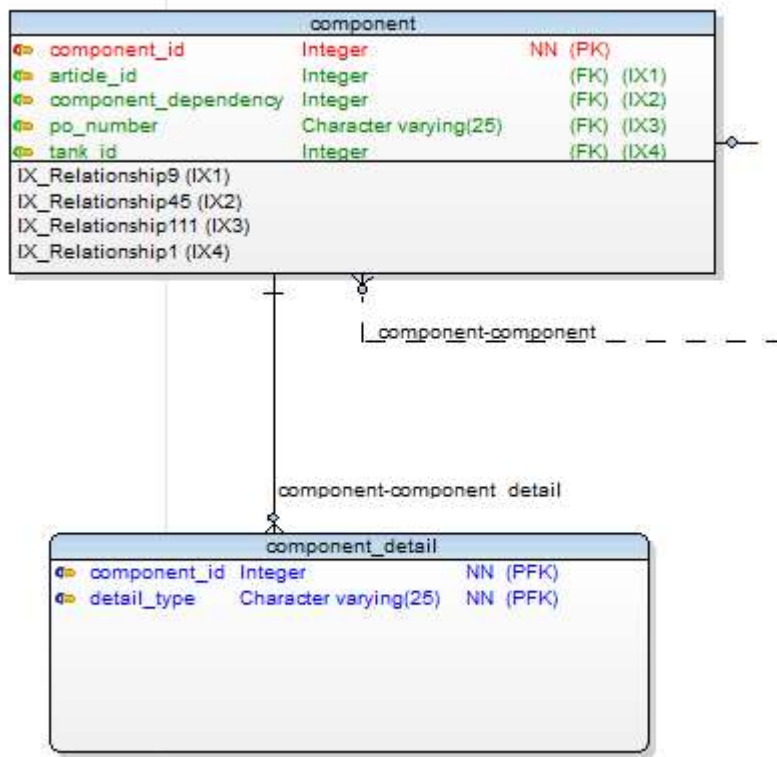 component
component_id Integer NN (PK)
article_id Integer (FK) (IX1)
component_dependency Integer (FK) (IX2)
po_number Character varying(25) (FK) (IX3)
tank_id Integer (FK) (IX4)
IX_Relationship9 (IX1)
IX_Relationship45 (IX2)
IX_Relationship111 (IX3)
IX_Relationship1 (IX4)
component-component
component-component_detail
component_detail
component_id Integer NN (PFK)
detail_type Character varying(25) NN (PFK)